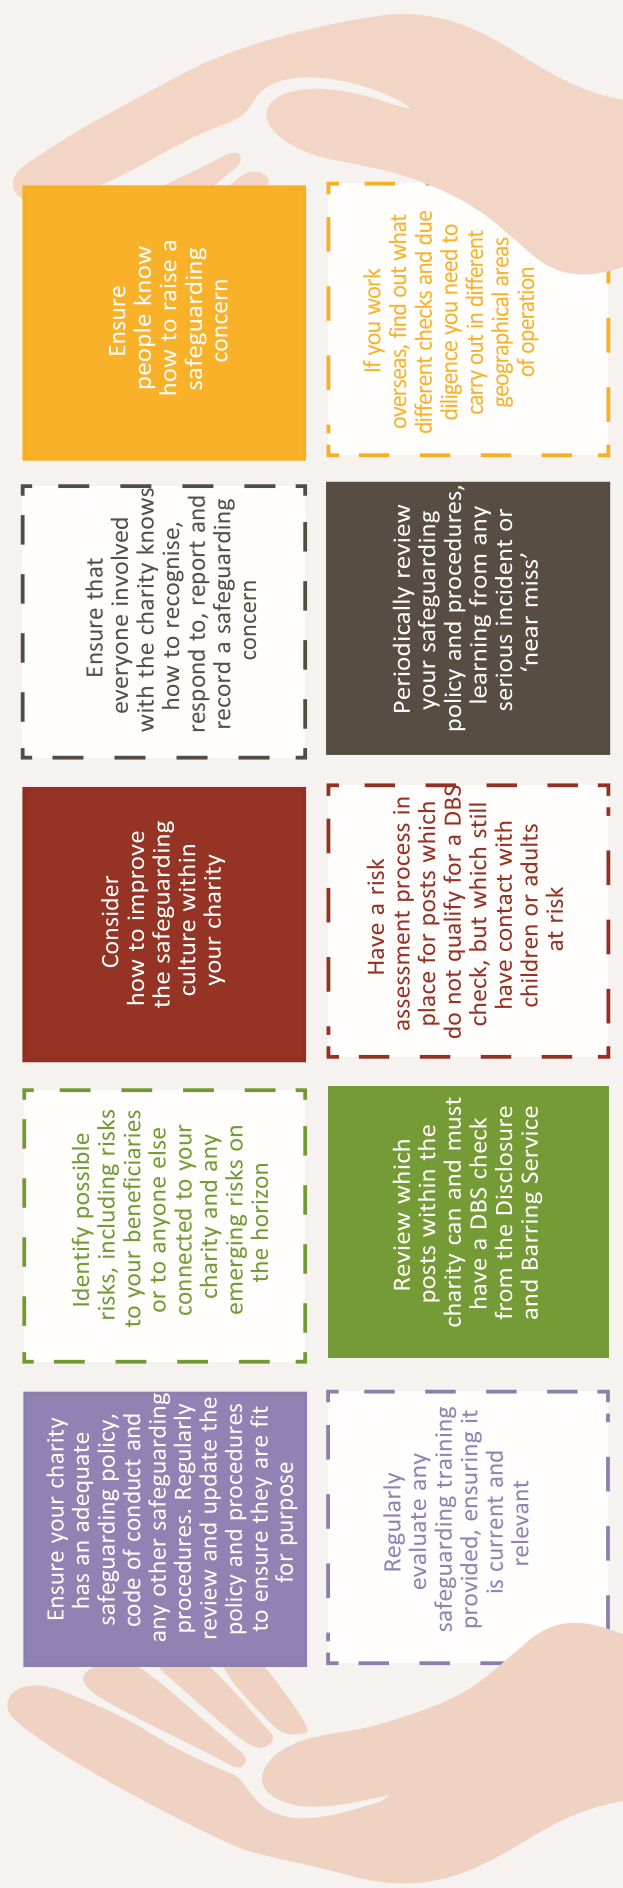 Ensure your charity
has an adequate
safeguarding policy,
code of conduct and
any other safeguarding
procedures. Regularly
review and update the
policy and procedures
to ensure they are fit
for purpose
Identify possible
risks, including risks
to your beneficiaries
or to anyone else
connected to your
charity and any
emerging risks on
the horizon
Consider
how to improve
the safeguarding
culture within
your charity
Ensure that
everyone involved
with the charity knows
how to recognise,
respond to, report and
record a safeguarding
concern
Ensure
people know
how to raise a
safeguarding
concern
Regularly
evaluate any
safeguarding training
provided, ensuring it
is current and
relevant
Review which
posts within the
charity can and must
have a DBS check
from the Disclosure
and Barring Service
Have a risk
assessment process in
place for posts which
do not qualify for a DBS
check, but which still
have contact with
children or adults
at risk
Periodically review
your safeguarding
policy and procedures,
learning from any
serious incident or
‘near miss’
If you work
overseas, find out what
different checks and due
diligence you need to
carry out in different
geographical areas
of operation